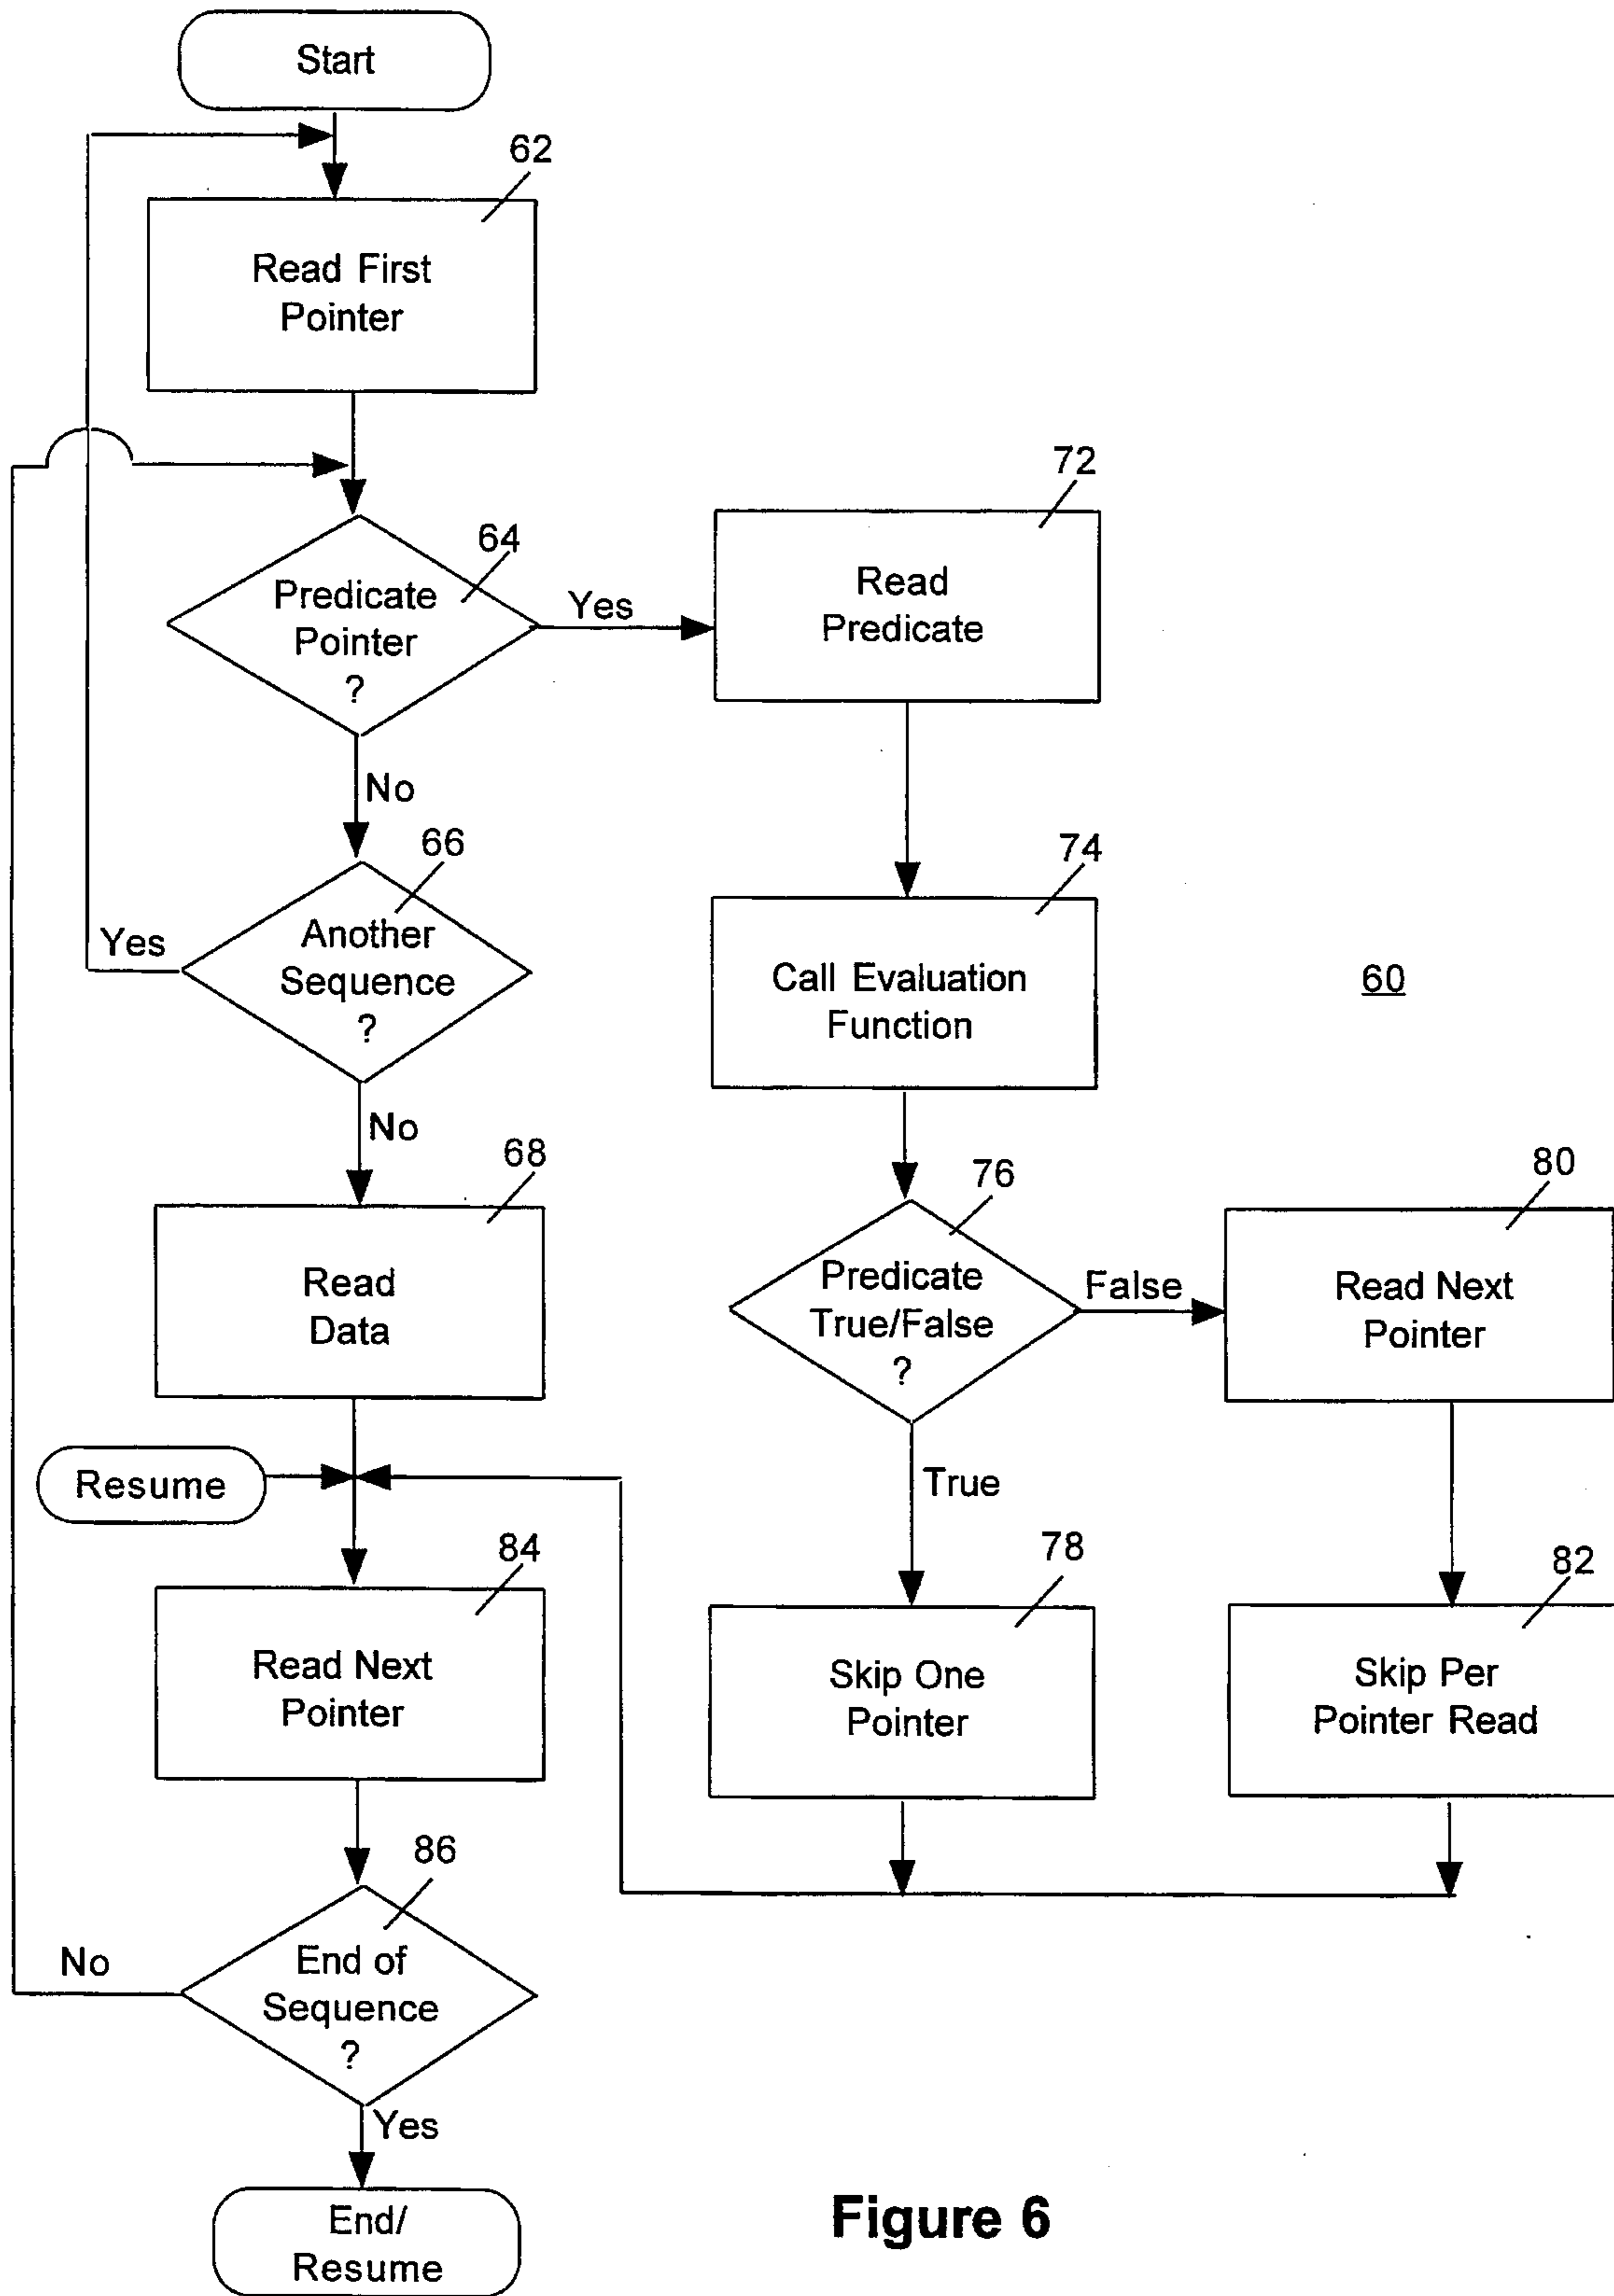 Start
62
Read First
Pointer
64
Predicate
Pointer
?
Yes
72
Read
Predicate
No
66
Another
Sequence
?
Yes
74
Call Evaluation
Function
60
No
68
Read
Data
76
Predicate
True/False
?
False
80
Read Next
Pointer
Resume
True
84
Read Next
Pointer
78
Skip One
Pointer
82
Skip Per
Pointer Read
86
End of
Sequence
?
No
Yes
End/
Resume
Figure 6